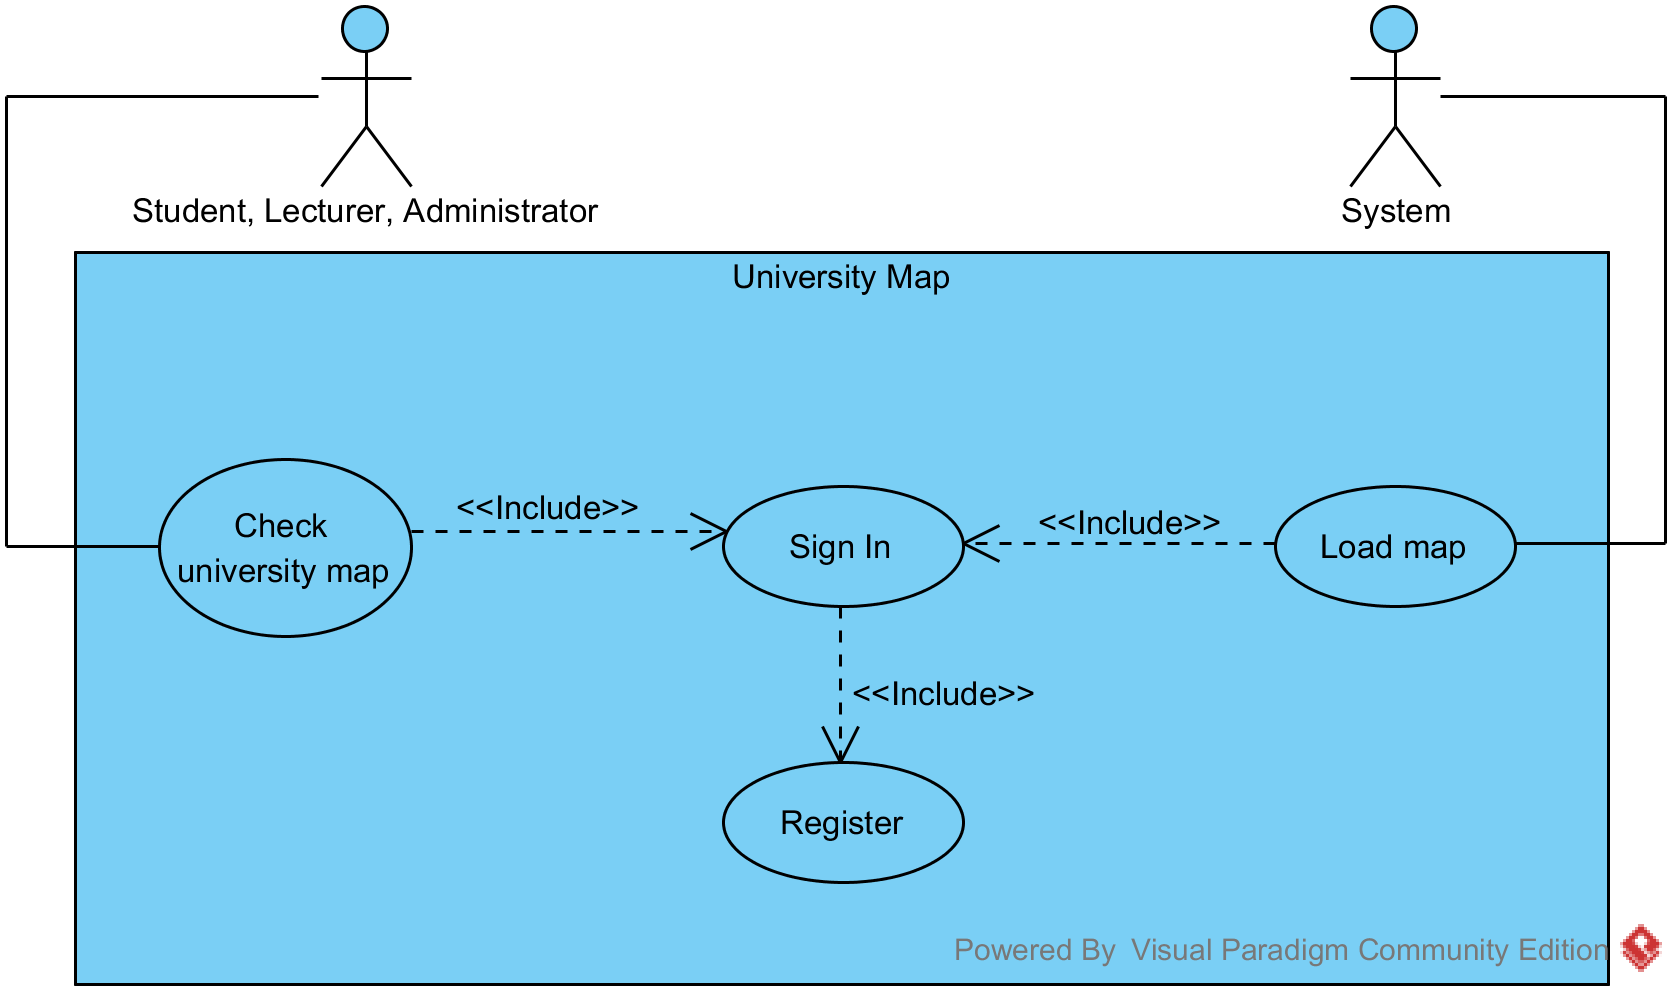 Student, Lecturer, Administrator
System
University Map
Check
university map
<<Include>>
Sign In
<<Include>>
Load map
<<Include>>
Register
Powered By Visual Paradigm Community Edition